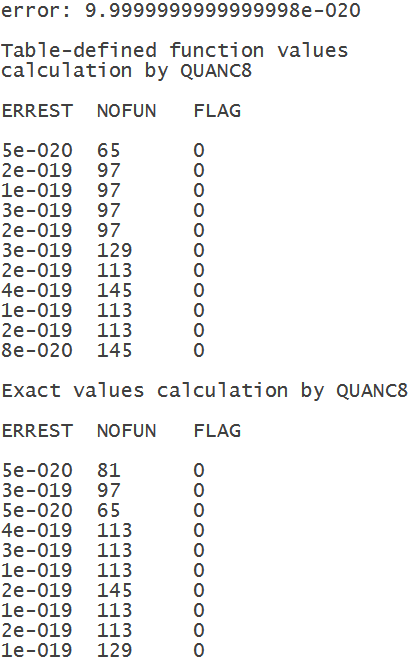 error: 9.9999999999999998e-020
Table-defined function values
calculation by QUANC8
ERREST NOFUN FLAG
5e-020 65 0
2e-019 97 0
1e-019 97 0
3e-019 97 0
2e-019 97 0
3e-019 129 0
2e-019 113 0
4e-019 145 0
1e-019 113 0
2e-019 113 0
8e-020 145 0
Exact values calculation by QUANC8
ERREST NOFUN FLAG
5e-020 81 0
3e-019 97 0
5e-020 65 0
4e-019 113 0
3e-019 113 0
1e-019 113 0
2e-019 145 0
1e-019 113 0
2e-019 113 0
1e-019 129 0